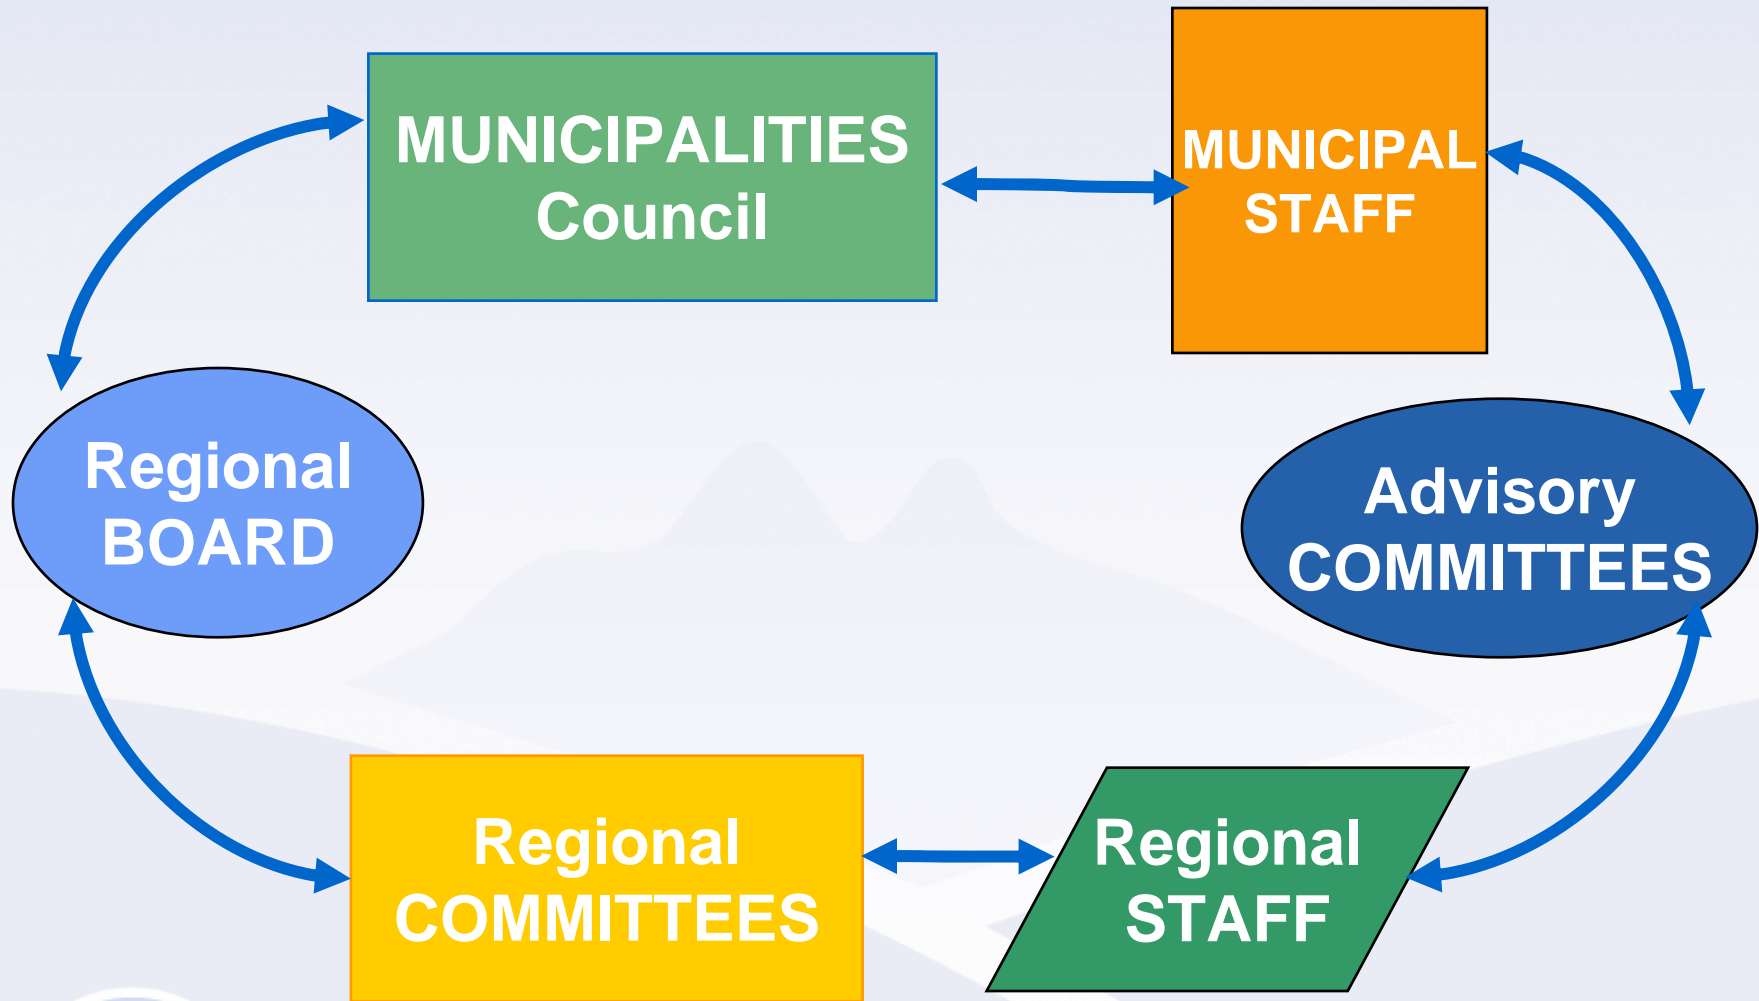 MUNICIPALITIES
Council
MUNICIPAL
STAFF
Regional
BOARD
Advisory
COMMITTEES
Regional
COMMITTEES
Regional
STAFF